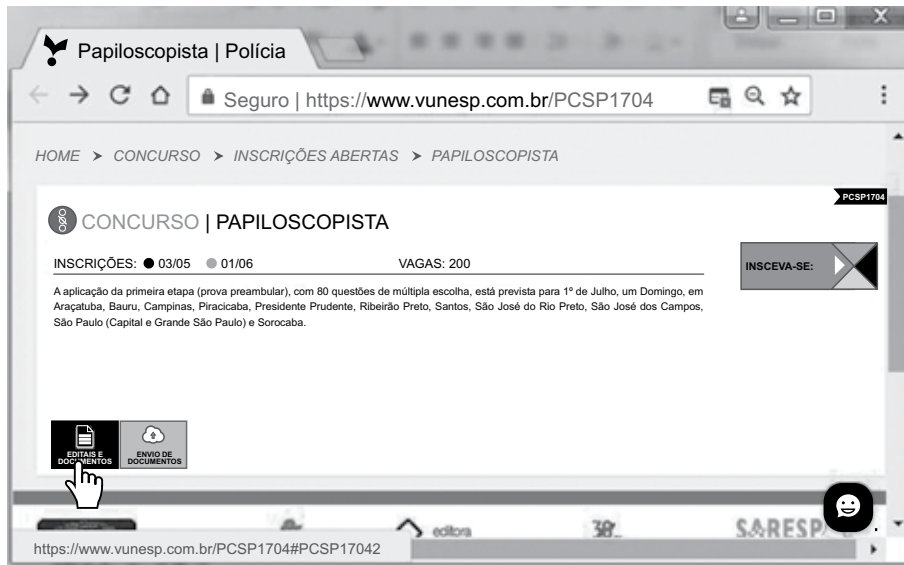 Papiloscopista | Polícia
Seguro | https://www.vunesp.com.br/PCSP1704
HOME > CONCURSO > INSCRIÇÕES ABERTAS > PAPILOSCOPISTA
PCSP1704
CONCURSO | PAPILOSCOPISTA
INSCRIÇÕES: ● 03/05 ● 01/06 VAGAS: 200
INSCEVA-SE:
A aplicação da primeira etapa (prova preambular), com 80 questões de múltipla escolha, está prevista para 1º de Julho, um Domingo, em
Araçatuba, Bauru, Campinas, Piracicaba, Presidente Prudente, Ribeirão Preto, Santos, São José do Rio Preto, São José dos Campos,
São Paulo (Capital e Grande São Paulo) e Sorocaba.
EDITAIS E
DOCUMENTOS
ENVIO DE
DOCUMENTOS
editora
SARESP
https://www.vunesp.com.br/PCSP1704#PCSP17042